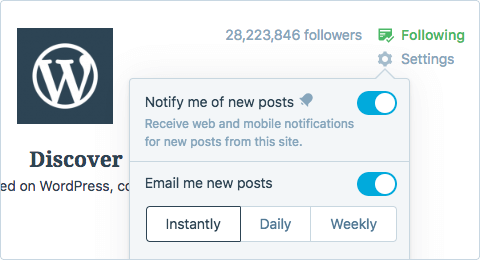 28,223,846 followers
Following
Settings
Notify me of new posts
Receive web and mobile notifications
for new posts from this site.
Discover
ed on WordPress, co
Email me new posts
Instantly
Daily
Weekly